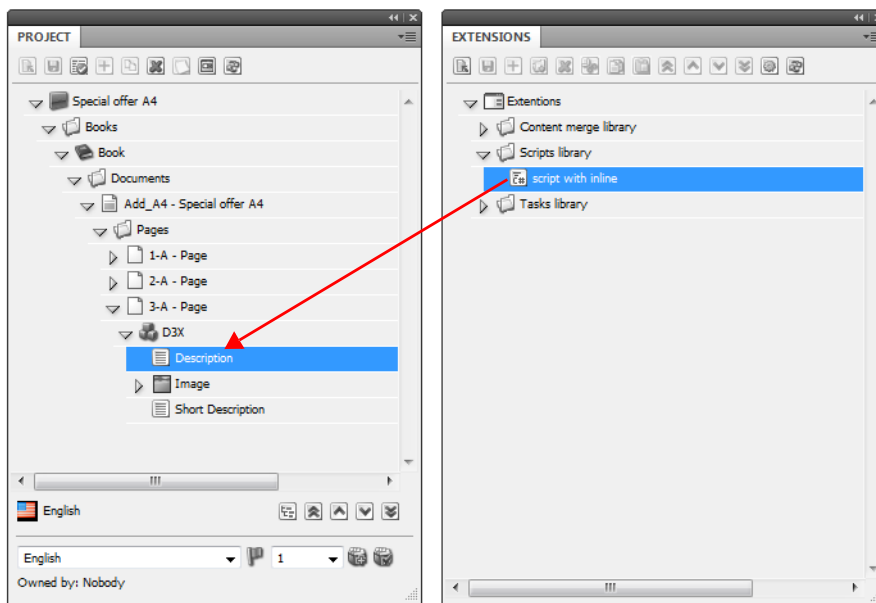 PROJECT
Special offer A4
Books
Book
Documents
Add_A4 - Special offer A4
Pages
1-A - Page
2-A - Page
3-A - Page
D3X
Description
Image
Short Description
English
English
1
Owned by: Nobody
EXTENSIONS
Extentions
Content merge library
Scripts library
C# script with inline
Tasks library